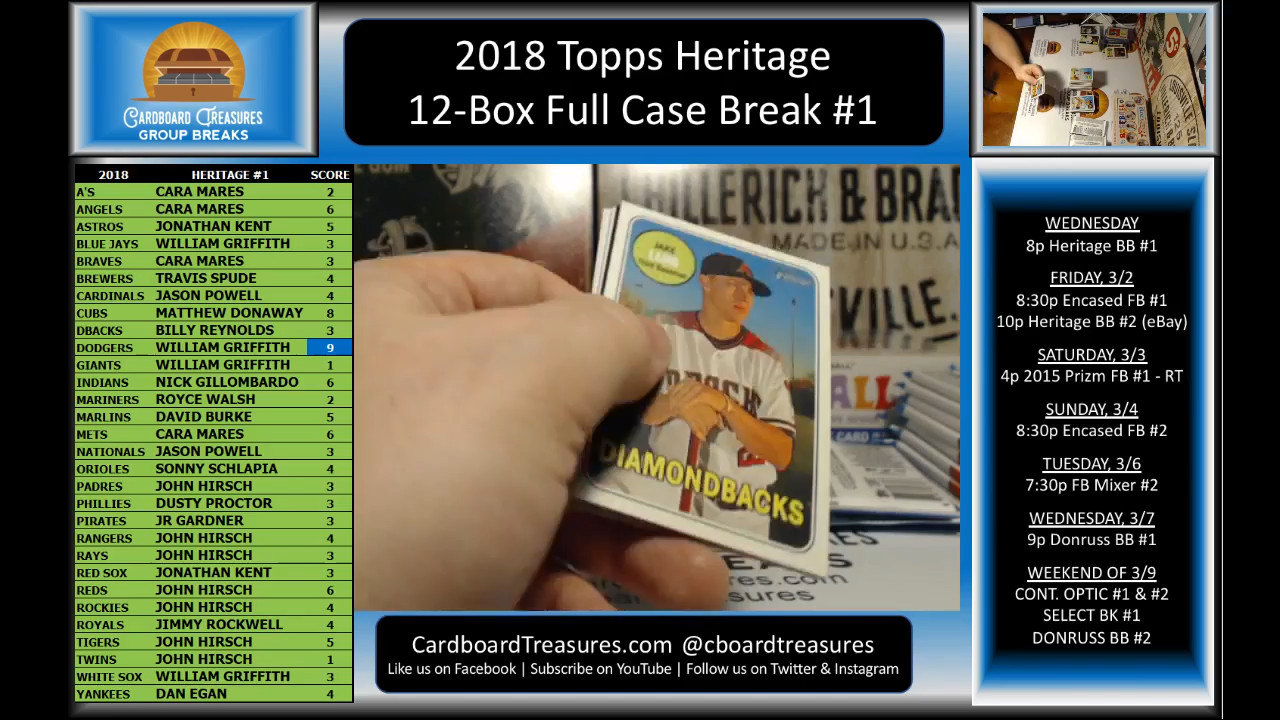 CARDBOARD TREASURES
GROUP BREAKS
2018 Topps Heritage
12-Box Full Case Break #1
2018 HERITAGE #1 SCORE
A'S CARA MARES 2
ANGELS CARA MARES 6
ASTROS JONATHAN KENT 5
BLUE JAYS WILLIAM GRIFFITH 3
BRAVES CARA MARES 3
BREWERS TRAVIS SPUDE 4
CARDINALS JASON POWELL 4
CUBS MATTHEW DONAWAY 8
DBACKS BILLY REYNOLDS 3
DODGERS WILLIAM GRIFFITH 9
GIANTS WILLIAM GRIFFITH 1
INDIANS NICK GILLOMBARDO 6
MARINERS ROYCE WALSH 2
MARLINS DAVID BURKE 5
METS CARA MARES 6
NATIONALS JASON POWELL 3
ORIOLES SONNY SCHLAPIA 4
PADRES JOHN HIRSCH 3
PHILLIES DUSTY PROCTOR 3
PIRATES JR GARDNER 3
RANGERS JOHN HIRSCH 4
RAYS JOHN HIRSCH 3
RED SOX JONATHAN KENT 3
REDS JOHN HIRSCH 6
ROCKIES JOHN HIRSCH 4
ROYALS JIMMY ROCKWELL 4
TIGERS JOHN HIRSCH 5
TWINS JOHN HIRSCH 1
WHITE SOX WILLIAM GRIFFITH 3
YANKEES DAN EGAN 4
ILLERICH & BRA
MADE IN U.S.A
VILLE.
JAKE
LAMB
DIAMONDBACKS
ALL
CARD
es.com
asures
WEDNESDAY
8p Heritage BB #1
FRIDAY, 3/2
8:30p Encased FB #1
10p Heritage BB #2 (eBay)
SATURDAY, 3/3
4p 2015 Prizm FB #1 - RT
SUNDAY, 3/4
8:30p Encased FB #2
TUESDAY, 3/6
7:30p FB Mixer #2
WEDNESDAY, 3/7
9p Donruss BB #1
WEEKEND OF 3/9
CONT. OPTIC #1 & #2
SELECT BK #1
DONRUSS BB #2
CardboardTreasures.com @cboardtreasures
Like us on Facebook | Subscribe on YouTube | Follow us on Twitter & Instagram